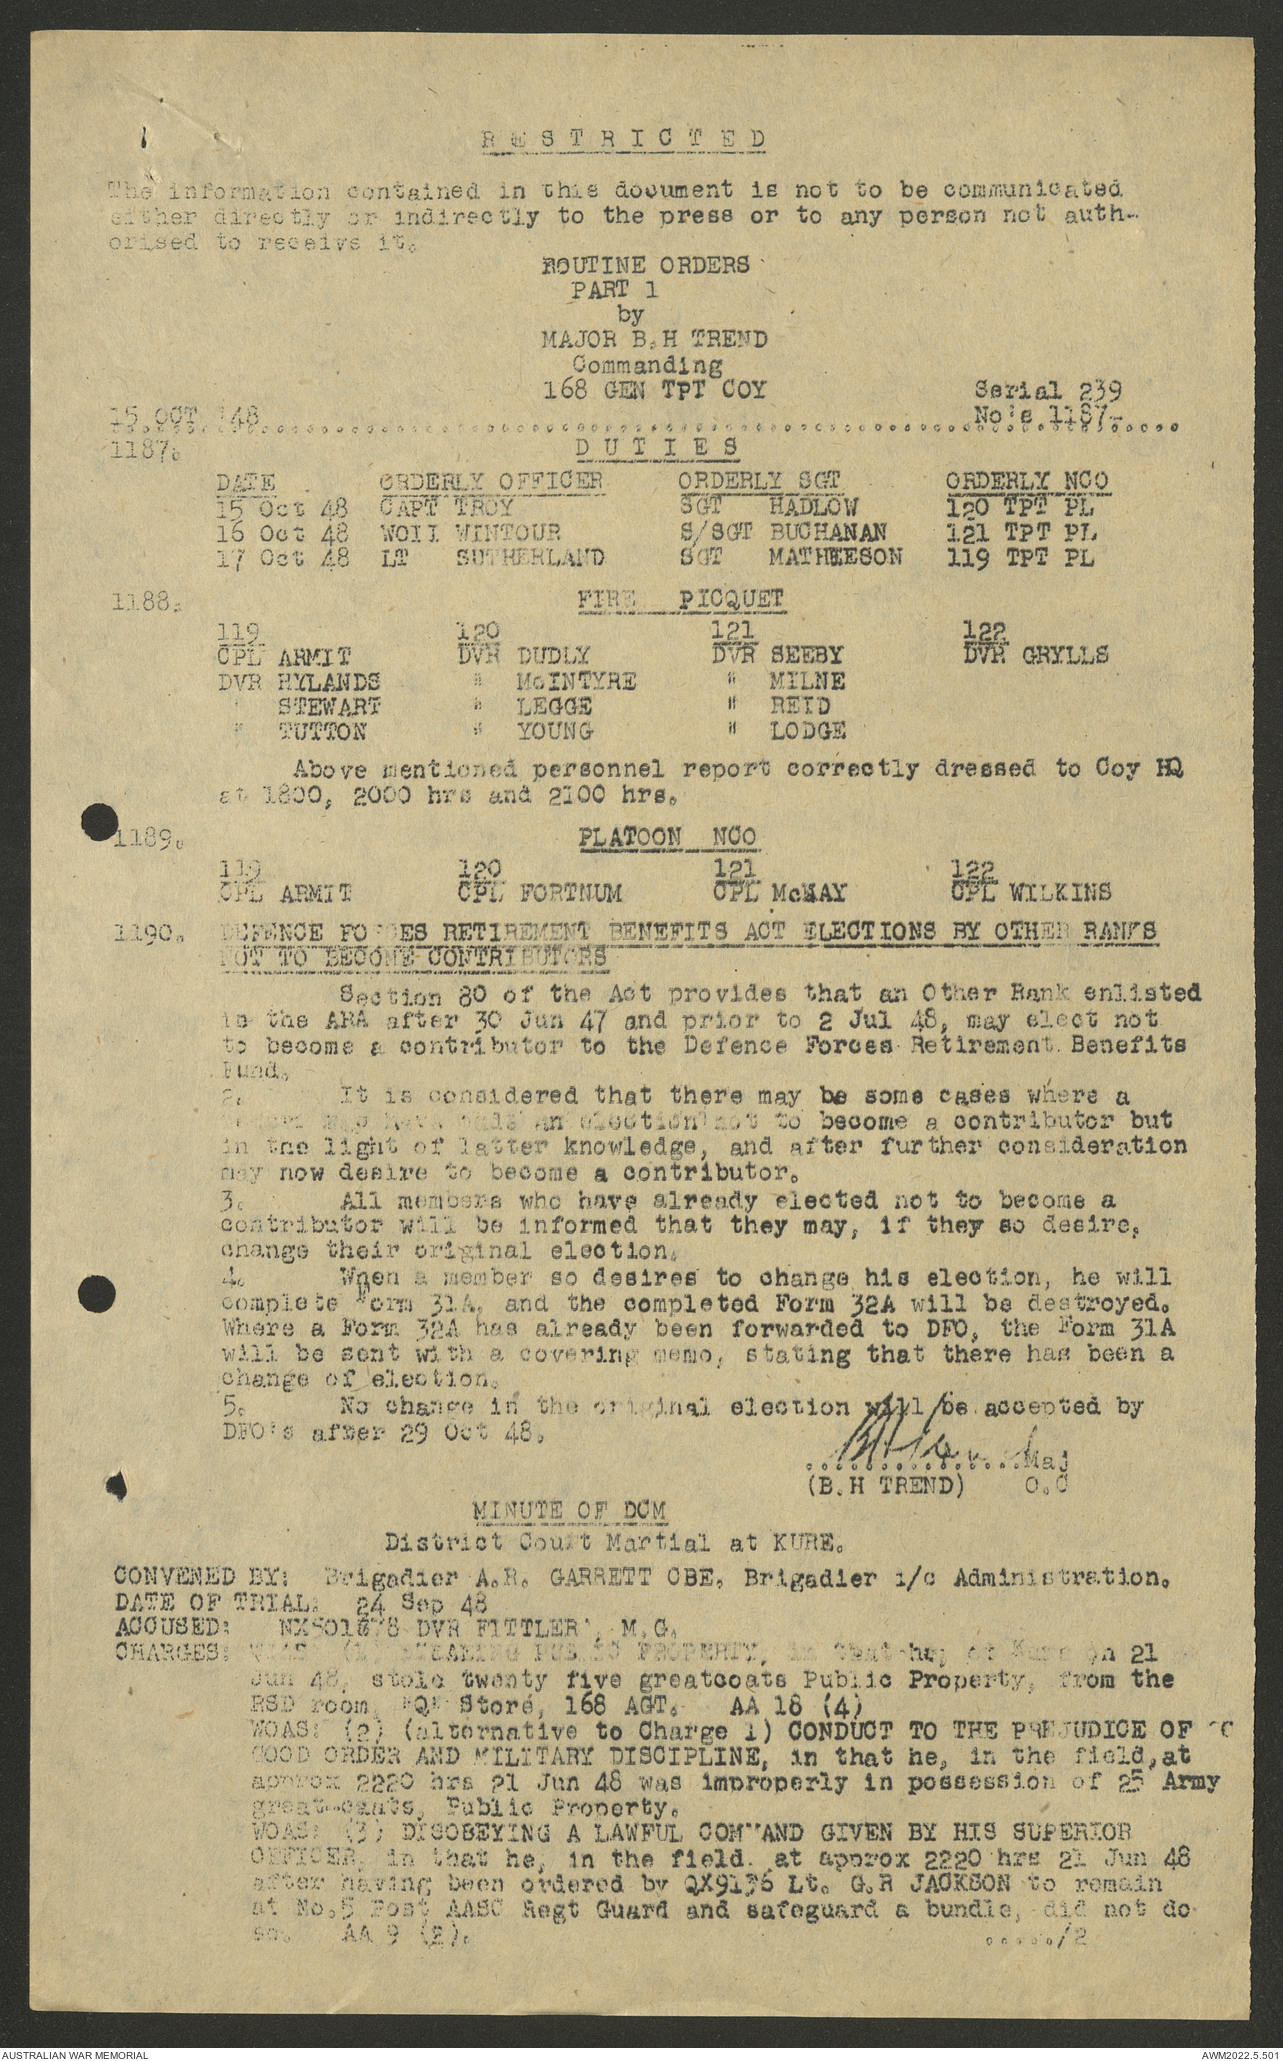 RESTRICTED
The information contained in this document is not to be communicated
either directly or indirectly to the press or to any person not auth-
orised to receive it.
ROUTINE ORDERS
PART 1
by
MAJOR B.H TREND
Commanding
168 GEN TPT COY Serial 239
15 OCT '48 No's 1187-
1187. DUTIES
DATE ORDERLY OFFICER ORDERLY SGT ORDERLY NCO
15 Oct 48 CAPT TROY SGT HADLOW 120 TPT PL
16 Oct 48 WOII WINTOUR S/SGT BUCHANAN 121 TPT PL
17 Oct 48 LT SUTHERLAND SGT MATHEESON 119 TPT PL
1188. FIRE PICQUET
119 120 121 122
CPL ARMIT DVR DUDLY DVR SEEBY DVR GRYLLS
DVR HYLANDS " McINTYRE " MILNE
" STEWART " LEGGE " REID
" TUTTON " YOUNG " LODGE
Above mentioned personnel report correctly dressed to Coy HQ
at 1800, 2000 hrs and 2100 hrs.
1189. PLATOON NCO
119 120 121 122
CPL ARMIT CPL FORTNUM CPL McKAY CPL WILKINS
1190. DEFENCE FORCES RETIREMENT BENEFITS ACT ELECTIONS BY OTHER RANKS
NOT TO BECOME CONTRIBUTORS
Section 80 of the Act provides that an Other Rank enlisted
in the ARA after 30 Jun 47 and prior to 2 Jul 48, may elect not
to become a contributor to the Defence Forces Retirement Benefits
Fund.
2. It is considered that there may be some cases where a
may have made an election not to become a contributor but
in the light of latter knowledge, and after further consideration
may now desire to become a contributor.
3. All members who have already elected not to become a
contributor will be informed that they may, if they so desire,
change their original election.
4. When a member so desires to change his election, he will
complete Form 31A, and the completed Form 32A will be destroyed.
Where a Form 32A has already been forwarded to DFO, the Form 31A
will be sent with a covering memo, stating that there has been a
change of election.
5. No change in the original election will be accepted by
DFO's after 29 Oct 48.
...............Maj
(B.H TREND) O.C
MINUTE OF DCM
District Court Martial at KURE.
CONVENED BY: Brigadier A.R. GARRETT CBE, Brigadier i/c Administration.
DATE OF TRIAL: 24 Sep 48
ACCUSED: DVR FITTLER, M.G.
CHARGES: (1) STEALING PUBLIC PROPERTY, in that he, at Kure on 21
Jun 48, stole twenty five greatcoats Public Property, from the
RSD room, "Q" Store, 168 AGT. AA 18 (4)
WOAS: (2) (alternative to Charge 1) CONDUCT TO THE PREJUDICE OF
GOOD ORDER AND MILITARY DISCIPLINE, in that he, in the field, at
approx 2220 hrs 21 Jun 48 was improperly in possession of 25 Army
great-coats, Public Property.
WOAS: (3) DISOBEYING A LAWFUL COMMAND GIVEN BY HIS SUPERIOR
OFFICER, in that he, in the field, at approx 2220 hrs 21 Jun 48
after having been ordered by QX9136 Lt. G.R JACKSON to remain
at No.5 Post AASC Regt Guard and safeguard a bundle, did not do
so. AA 9 (2). ...../2
AUSTRALIAN WAR MEMORIAL AWM2022.5.501